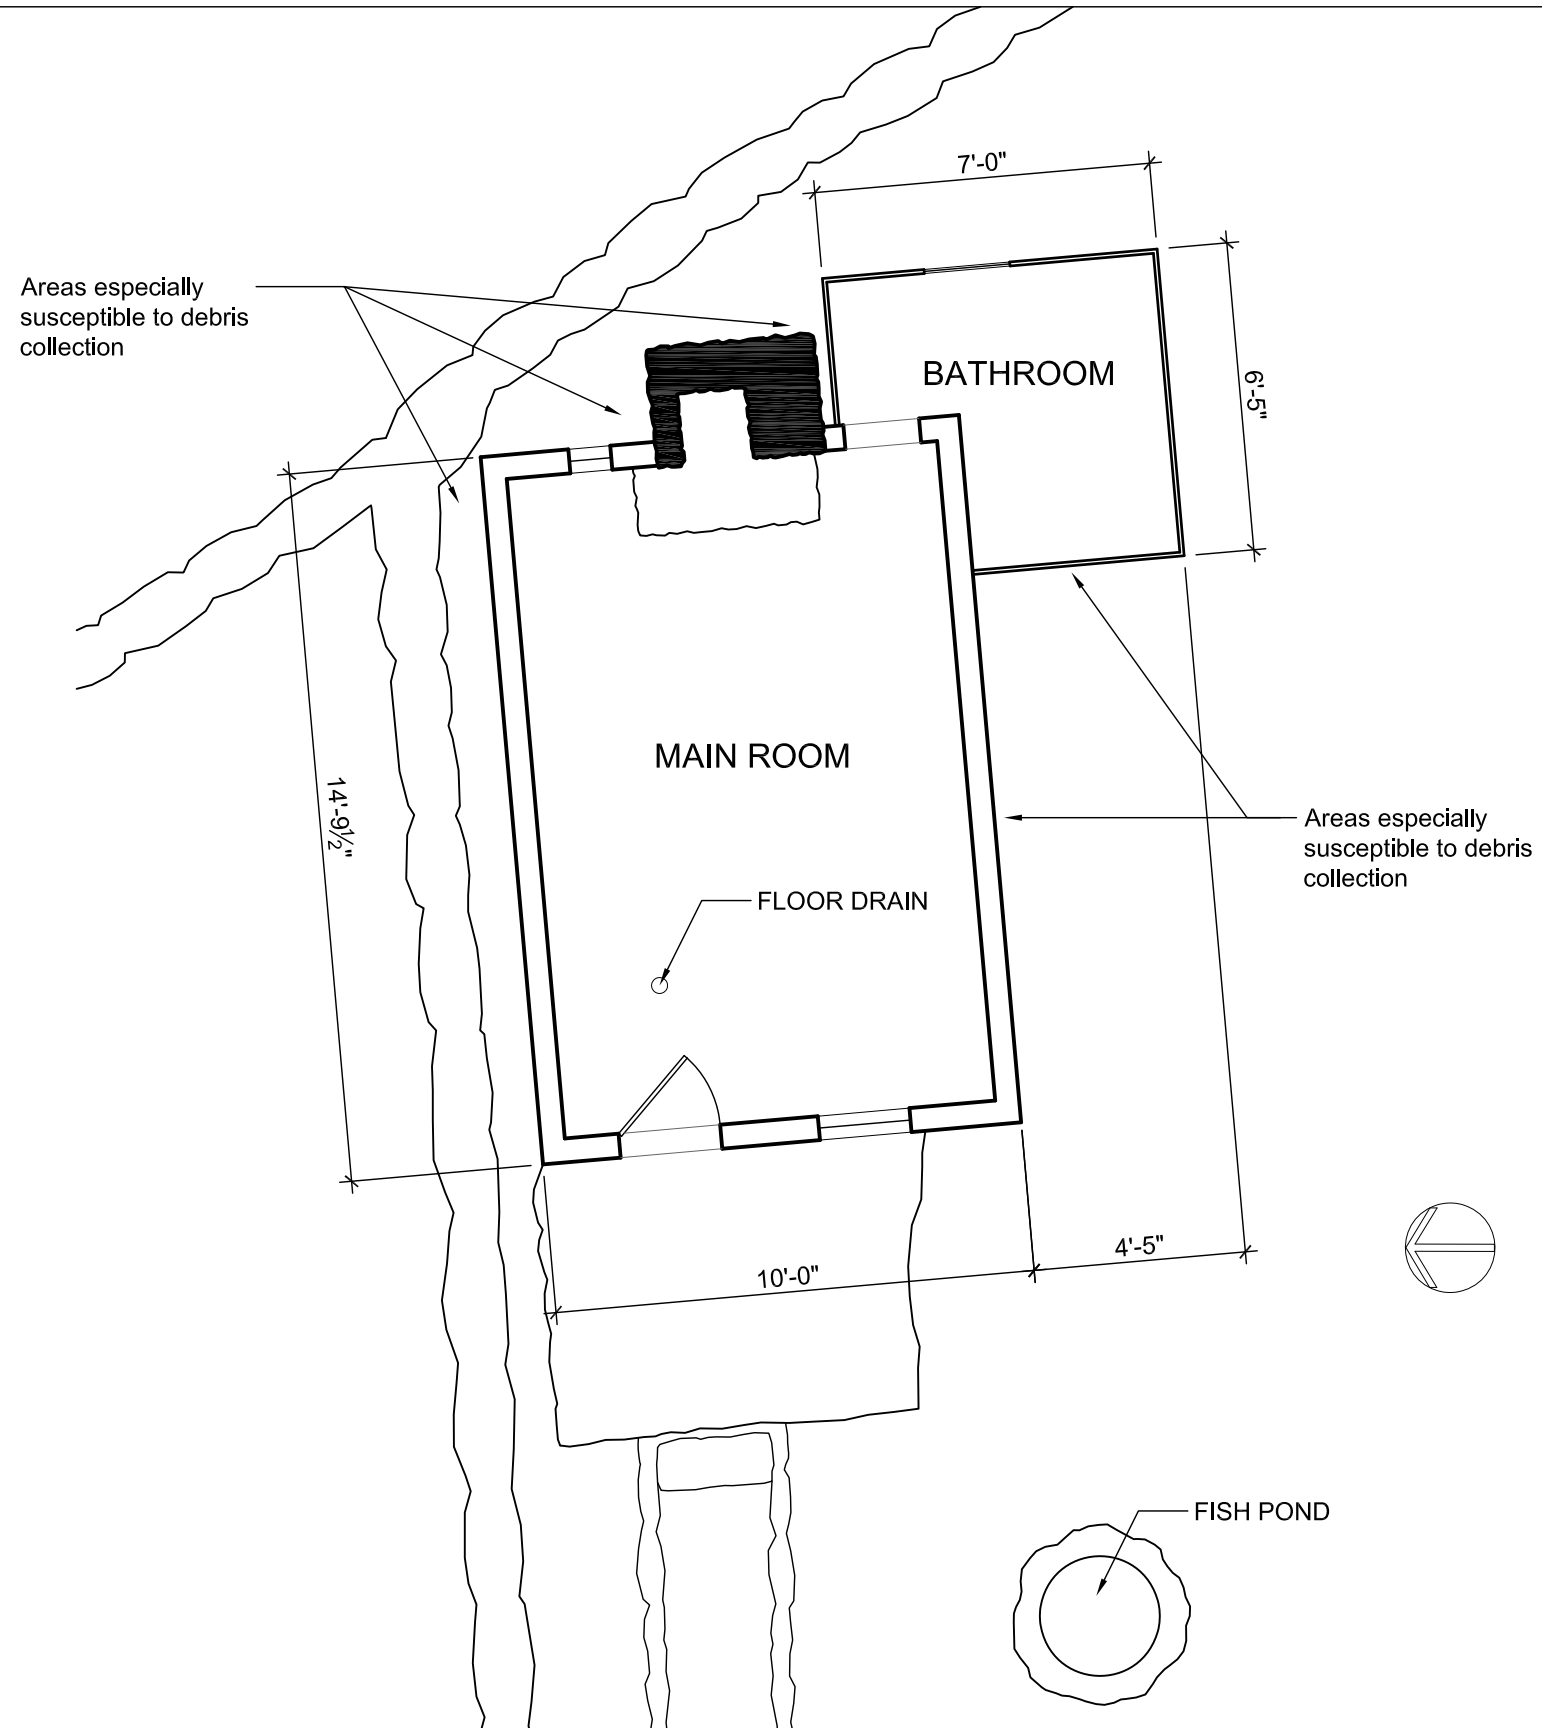 7'-0"
Areas especially
susceptible to debris
collection
BATHROOM
6'-5"
MAIN ROOM
14'-9½"
Areas especially
susceptible to debris
collection
FLOOR DRAIN
4'-5"
10'-0"
FISH POND